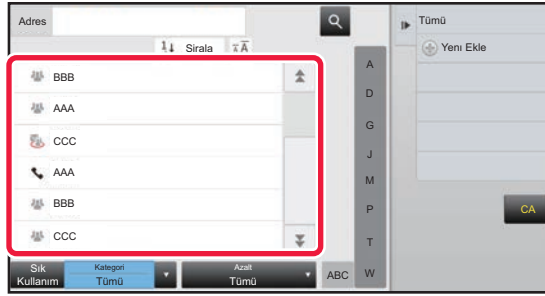 Adres
Tümü
1↓ Sırala
Yeni Ekle
BBB
AAA
CCC
AAA
BBB
CCC
A
D
G
J
M
P
T
W
CA
Sık Kullanım
Kategori
Tümü
Azalt
Tümü
ABC